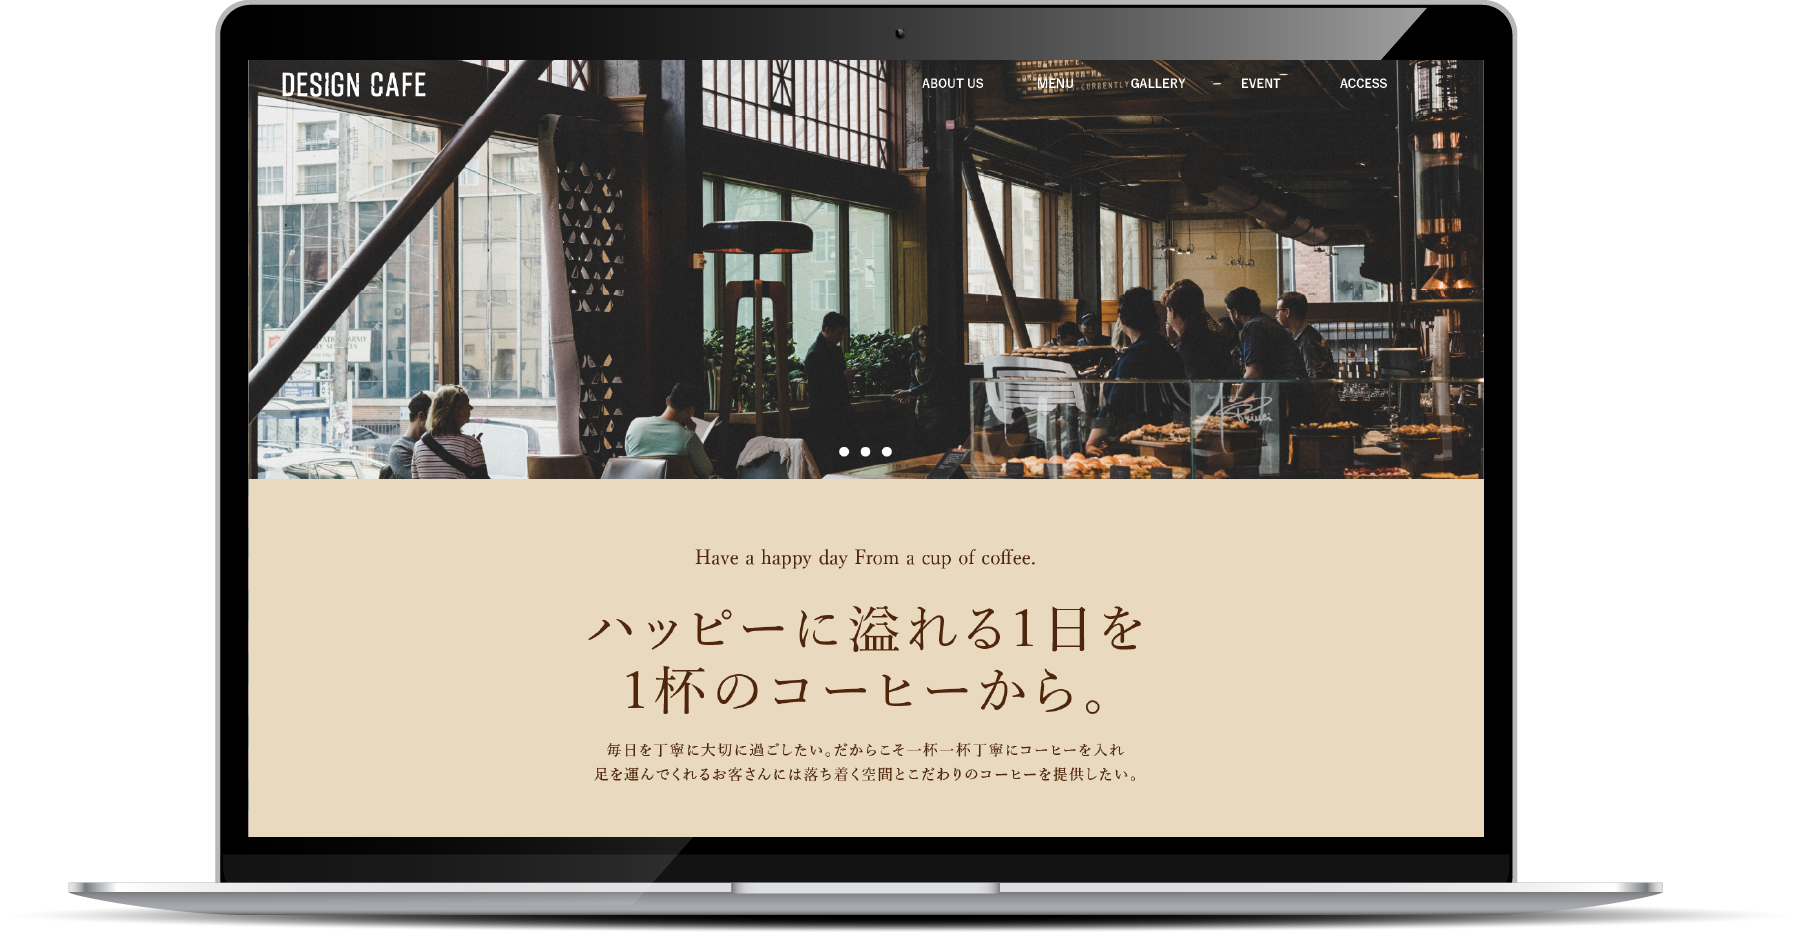 DESIGN CAFE
ABOUT US
MENU
GALLERY
EVENT
ACCESS
CURRENTLY
Have a happy day From a cup of coffee.
ハッピーに溢れる1日を
1杯のコーヒーから。
毎日を丁寧に大切に過ごしたい。だからこそ一杯一杯丁寧にコーヒーを入れ
足を運んでくれるお客さんには落ち着く空間とこだわりのコーヒーを提供したい。